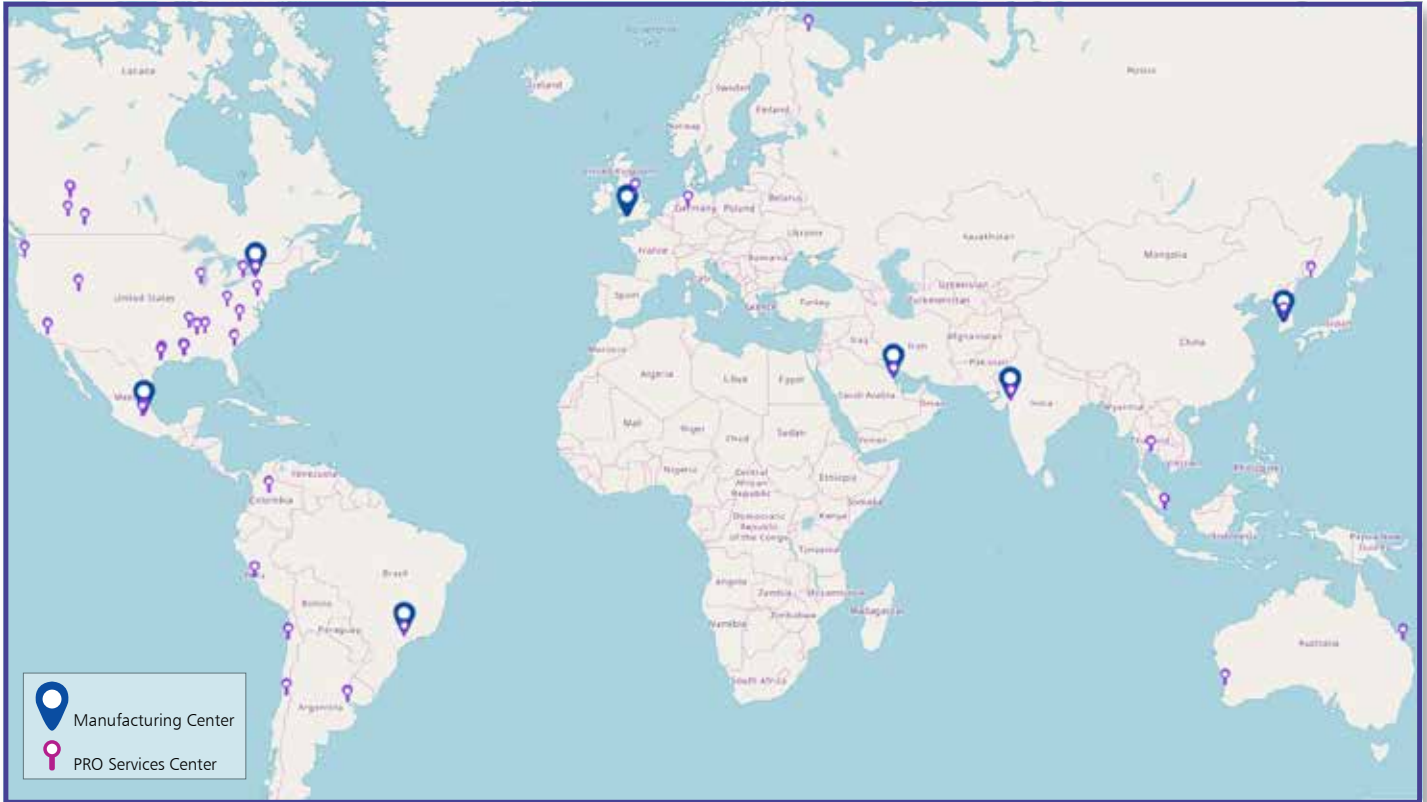 Iceland
Russia
Sweden
Finland
Norway
United Kingdom
Belarus
Germany
Poland
Ukraine
Kazakhstan
Mongolia
France
Romania
United States
Spain
Uzbekistan
Turkmenistan
Greece
Turkey
Iraq
Iran
Afghanistan
China
Morocco
Pakistan
Algeria
Libya
Egypt
Saudi Arabia
Oman
India
Myanmar
Mali
Niger
Chad
Sudan
Yemen
Thailand
Venezuela
Colombia
Nigeria
Central
African
Republic
Ethiopia
Somalia
Philippines
Democratic
Republic
of the Congo
Kenya
Tanzania
Indonesia
Papua New
Guinea
Brazil
Bolivia
Paraguay
Angola
Zambia
Mozambique
Zimbabwe
Madagascar
Namibia
Australia
South Africa
Argentina
Manufacturing Center
PRO Services Center